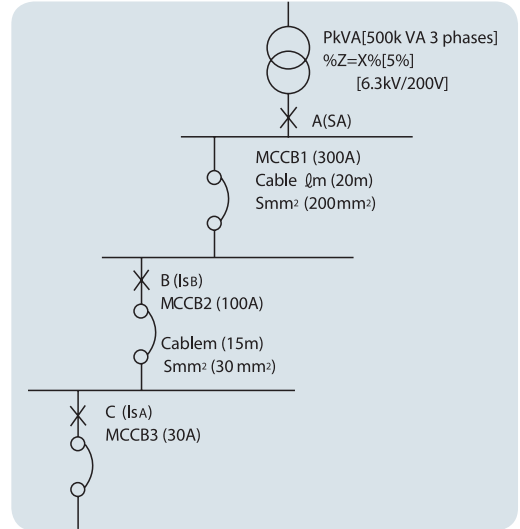 PkVA[500k VA 3 phases]
%Z=X%[5%]
[6.3kV/200V]
A(SA)
MCCB1 (300A)
Cable ℓm (20m)
Smm² (200mm²)
B (IsB)
MCCB2 (100A)
Cablem (15m)
Smm² (30 mm²)
C (IsA)
MCCB3 (30A)